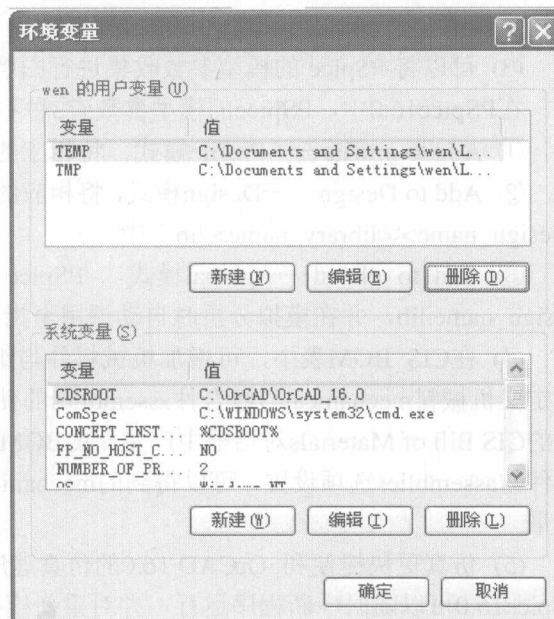 环境变量
wen 的用户变量(U)
变量 值
TEMP C:\Documents and Settings\wen\L...
TMP C:\Documents and Settings\wen\L...
新建(N) 编辑(E) 删除(D)
系统变量(S)
变量 值
CDSROOT C:\OrCAD\OrCAD_16.0
ComSpec C:\WINDOWS\system32\cmd.exe
CONCEPT_INST... %CDSROOT%
FP_NO_HOST_C... NO
NUMBER_OF_PR... 2
OS Windows_NT
新建(W) 编辑(I) 删除(L)
确定 取消